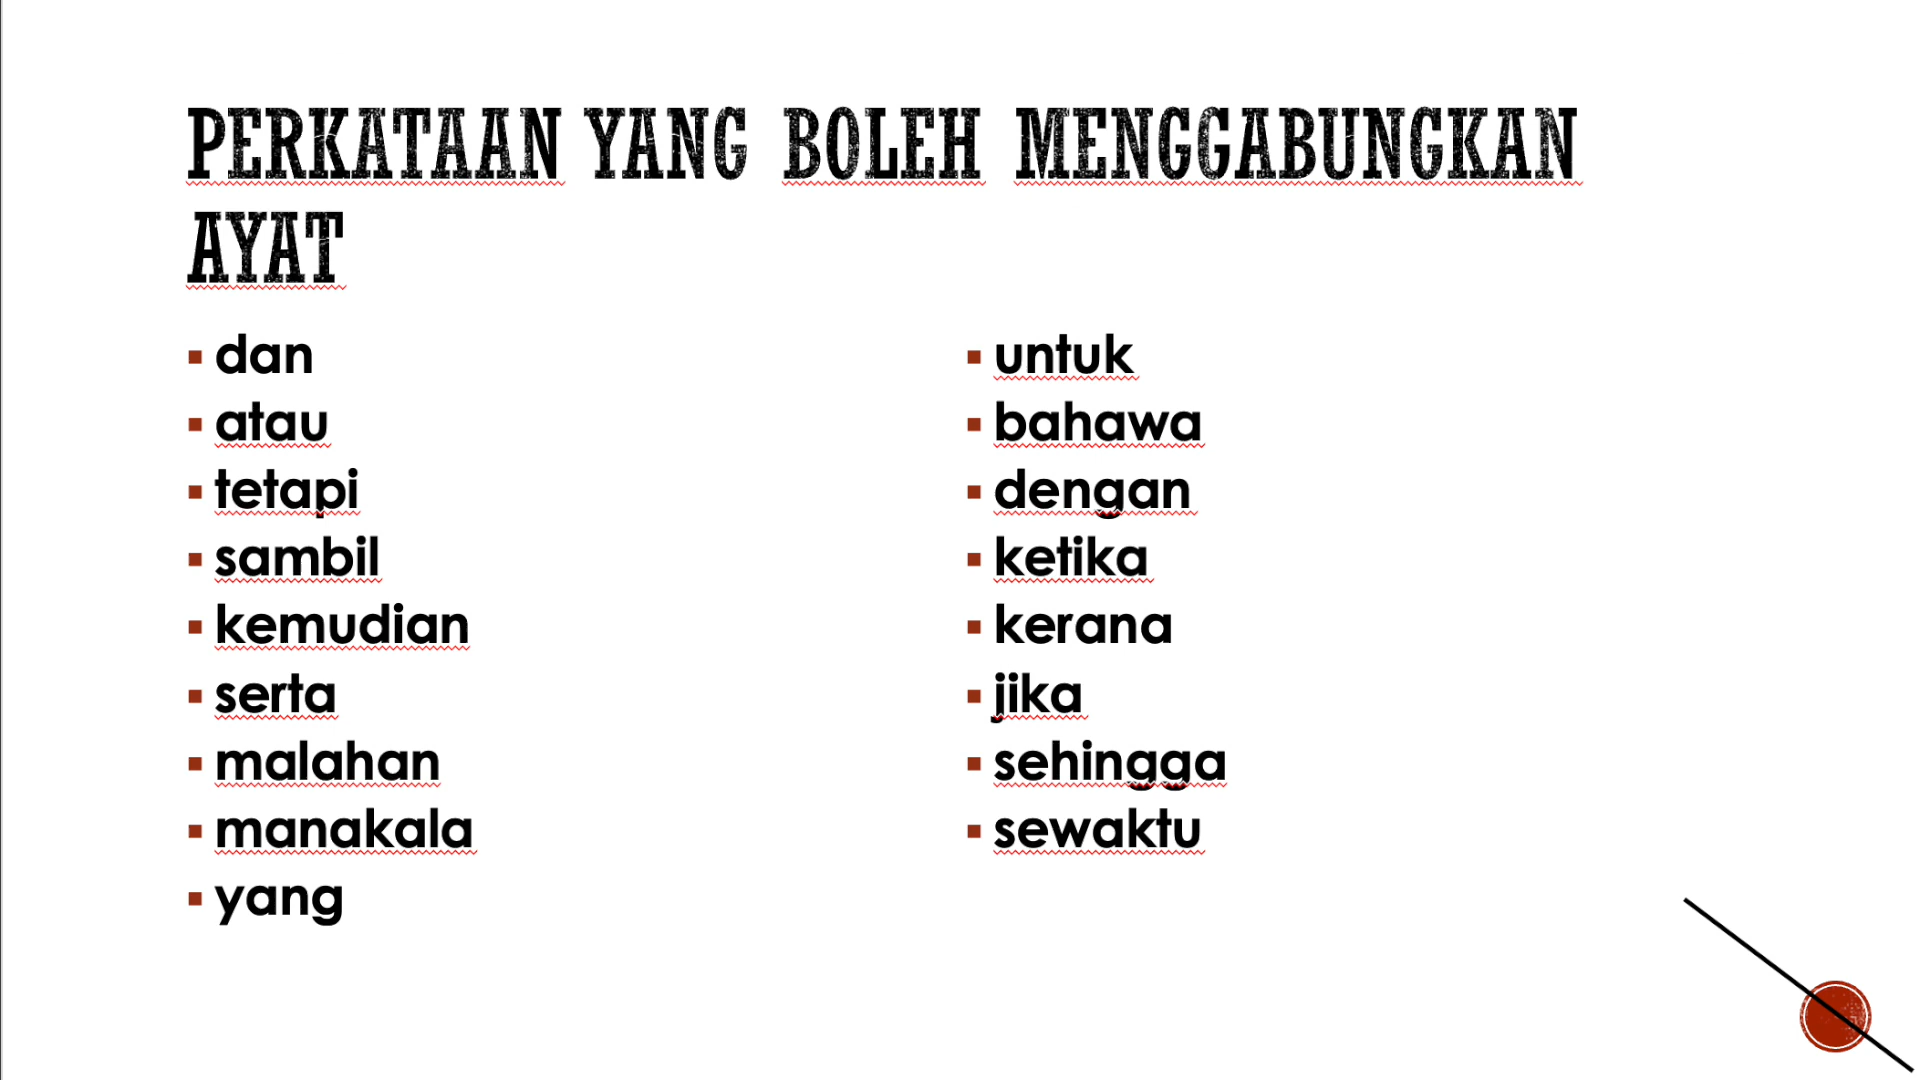 PERKATAAN YANG BOLEH MENGGABUNGKAN
AYAT
dan
atau
tetapi
sambil
kemudian
serta
malahan
manakala
yang
untuk
bahawa
dengan
ketika
kerana
jika
sehingga
sewaktu